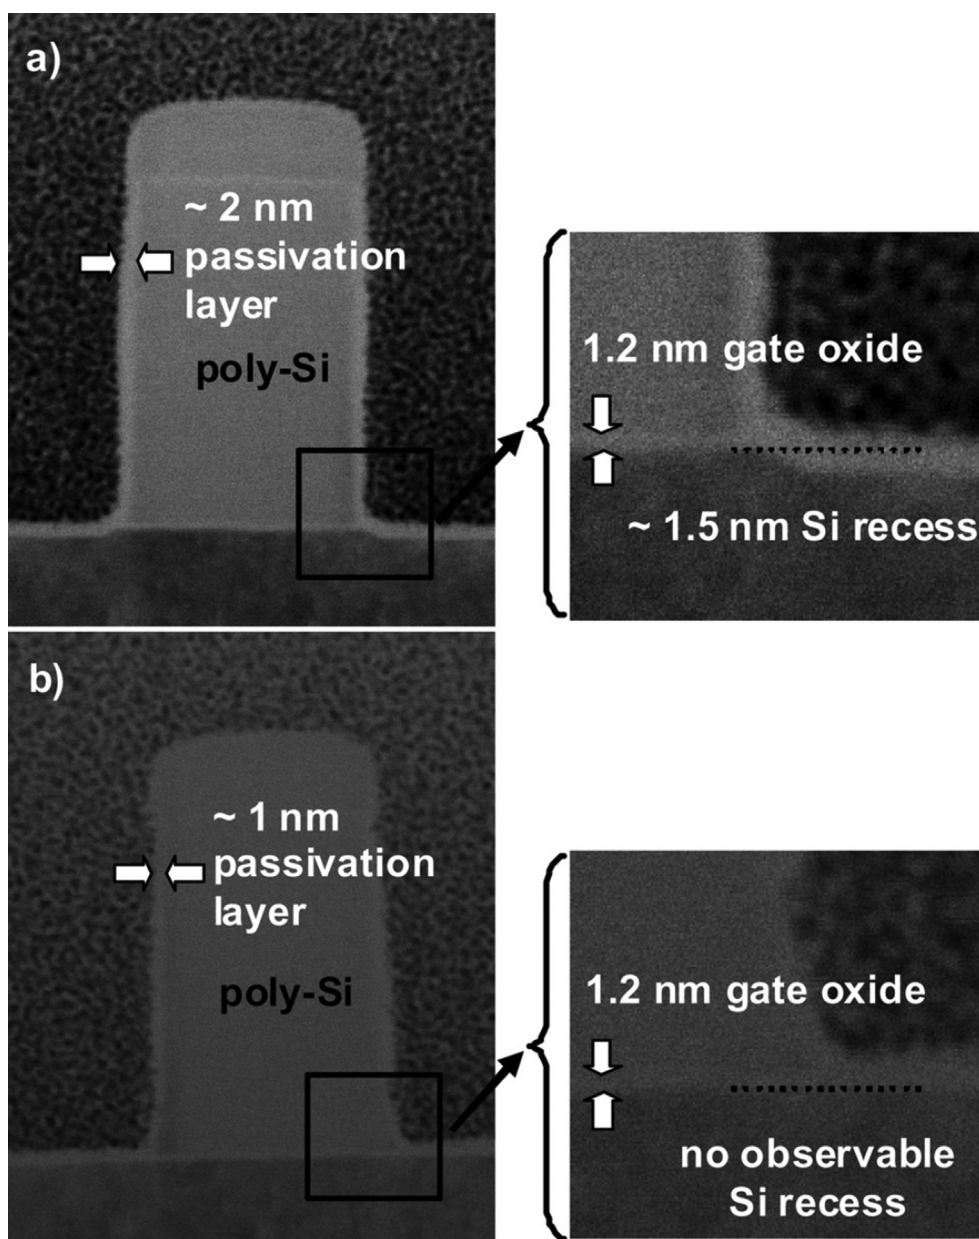 a)
~ 2 nm
passivation
layer
poly-Si
1.2 nm gate oxide
~ 1.5 nm Si recess
b)
~ 1 nm
passivation
layer
poly-Si
1.2 nm gate oxide
no observable
Si recess